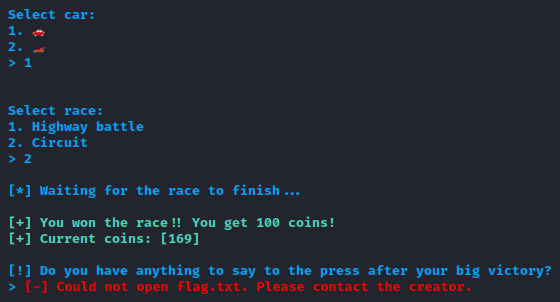 Select car:
1. 🚗
2. 🏎
> 1
Select race:
1. Highway battle
2. Circuit
> 2
[*] Waiting for the race to finish...
[+] You won the race!! You get 100 coins!
[+] Current coins: [169]
[!] Do you have anything to say to the press after your big victory?
> [-] Could not open flag.txt. Please contact the creator.